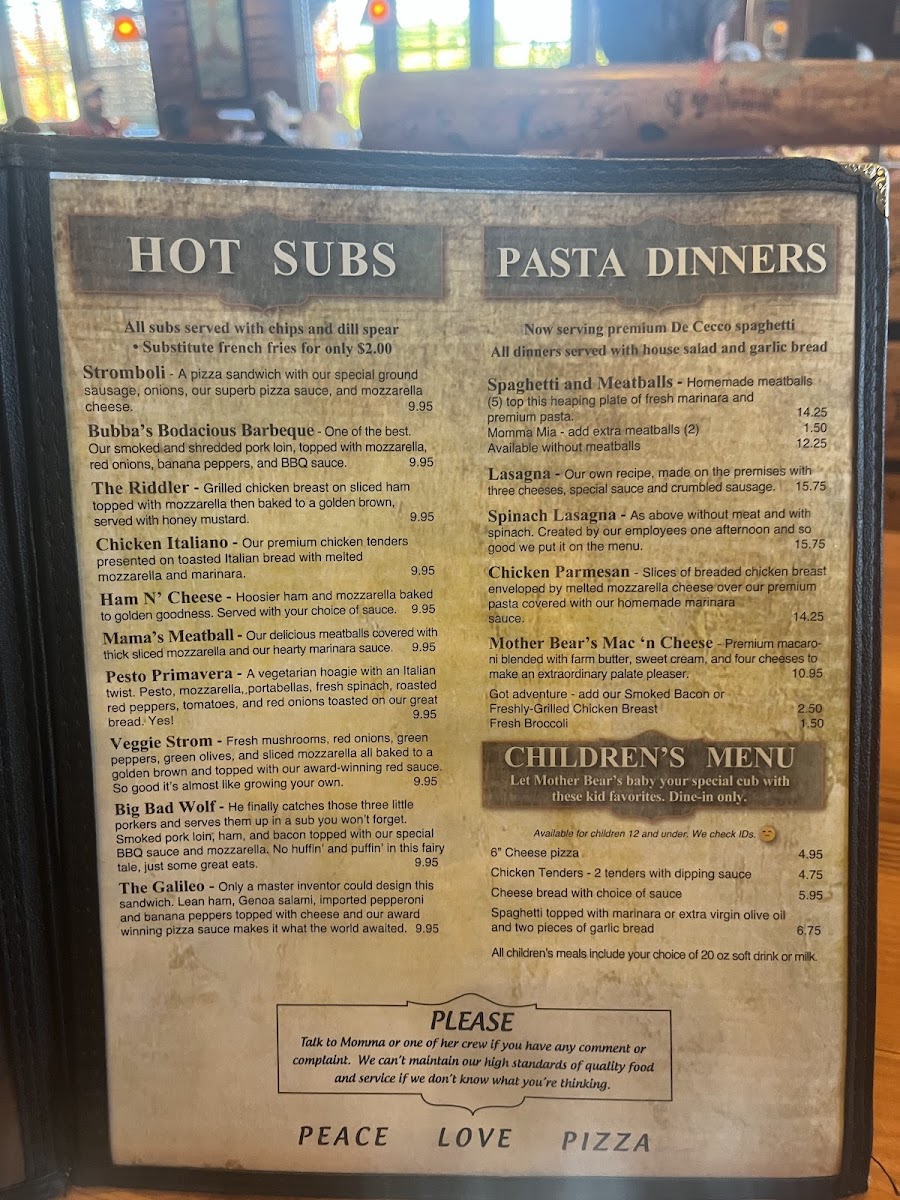 HOT SUBS
All subs served with chips and dill spear
• Substitute french fries for only $2.00
Stromboli - A pizza sandwich with our special ground
sausage, onions, our superb pizza sauce, and mozzarella
cheese. 9.95
Bubba's Bodacious Barbeque - One of the best.
Our smoked and shredded pork loin, topped with mozzarella,
red onions, banana peppers, and BBQ sauce. 9.95
The Riddler - Grilled chicken breast on sliced ham
topped with mozzarella then baked to a golden brown,
served with honey mustard. 9.95
Chicken Italiano - Our premium chicken tenders
presented on toasted Italian bread with melted
mozzarella and marinara. 9.95
Ham N' Cheese - Hoosier ham and mozzarella baked
to golden goodness. Served with your choice of sauce. 9.95
Mama's Meatball - Our delicious meatballs covered with
thick sliced mozzarella and our hearty marinara sauce. 9.95
Pesto Primavera - A vegetarian hoagie with an Italian
twist. Pesto, mozzarella, portabellas, fresh spinach, roasted
red peppers, tomatoes, and red onions toasted on our great
bread. Yes! 9.95
Veggie Strom - Fresh mushrooms, red onions, green
peppers, green olives, and sliced mozzarella all baked to a
golden brown and topped with our award-winning red sauce.
So good it's almost like growing your own. 9.95
Big Bad Wolf - He finally catches those three little
porkers and serves them up in a sub you won't forget.
Smoked pork loin, ham, and bacon topped with our special
BBQ sauce and mozzarella. No huffin' and puffin' in this fairy
tale, just some great eats. 9.95
The Galileo - Only a master inventor could design this
sandwich. Lean ham, Genoa salami, imported pepperoni
and banana peppers topped with cheese and our award
winning pizza sauce makes it what the world awaited. 9.95
PASTA DINNERS
Now serving premium De Cecco spaghetti
All dinners served with house salad and garlic bread
Spaghetti and Meatballs - Homemade meatballs
(5) top this heaping plate of fresh marinara and
premium pasta. 14.25
Momma Mia - add extra meatballs (2) 1.50
Available without meatballs 12.25
Lasagna - Our own recipe, made on the premises with
three cheeses, special sauce and crumbled sausage. 15.75
Spinach Lasagna - As above without meat and with
spinach. Created by our employees one afternoon and so
good we put it on the menu. 15.75
Chicken Parmesan - Slices of breaded chicken breast
enveloped by melted mozzarella cheese over our premium
pasta covered with our homemade marinara
sauce. 14.25
Mother Bear's Mac 'n Cheese - Premium macaro-
ni blended with farm butter, sweet cream, and four cheeses to
make an extraordinary palate pleaser. 10.95
Got adventure - add our Smoked Bacon or
Freshly-Grilled Chicken Breast 2.50
Fresh Broccoli 1.50
CHILDREN'S MENU
Let Mother Bear's baby your special cub with
these kid favorites. Dine-in only.
Available for children 12 and under. We check IDs. 😊
6" Cheese pizza 4.95
Chicken Tenders - 2 tenders with dipping sauce 4.75
Cheese bread with choice of sauce 5.95
Spaghetti topped with marinara or extra virgin olive oil
and two pieces of garlic bread 6.75
All children's meals include your choice of 20 oz soft drink or milk.
PLEASE
Talk to Momma or one of her crew if you have any comment or
complaint. We can't maintain our high standards of quality food
and service if we don't know what you're thinking.
PEACE LOVE PIZZA